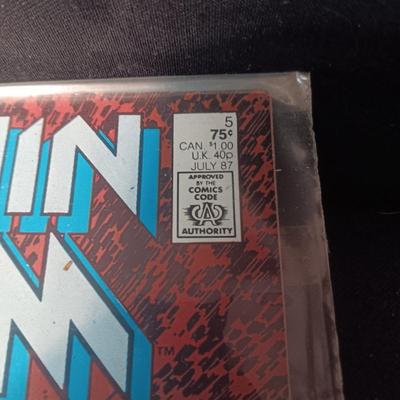 IN
M
TM
5
75¢
CAN. $1.00
U.K. 40p
JULY 87
APPROVED
BY THE
COMICS
CODE
CA
AUTHORITY